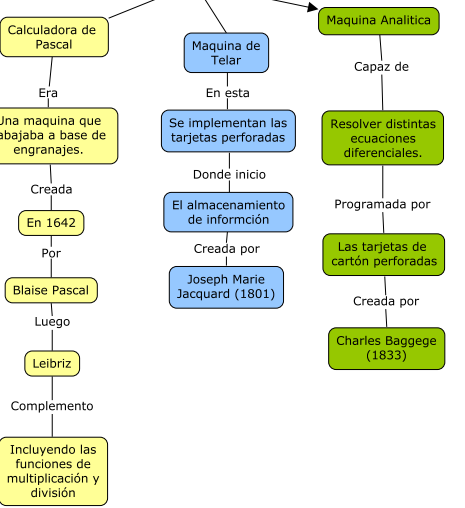 Calculadora de
Pascal
Era
Una maquina que
abajaba a base de
engranajes.
Creada
En 1642
Por
Blaise Pascal
Luego
Leibriz
Complemento
Incluyendo las
funciones de
multiplicación y
división
Maquina de
Telar
En esta
Se implementan las
tarjetas perforadas
Donde inicio
El almacenamiento
de informción
Creada por
Joseph Marie
Jacquard (1801)
Maquina Analitica
Capaz de
Resolver distintas
ecuaciones
diferenciales.
Programada por
Las tarjetas de
cartón perforadas
Creada por
Charles Baggege
(1833)